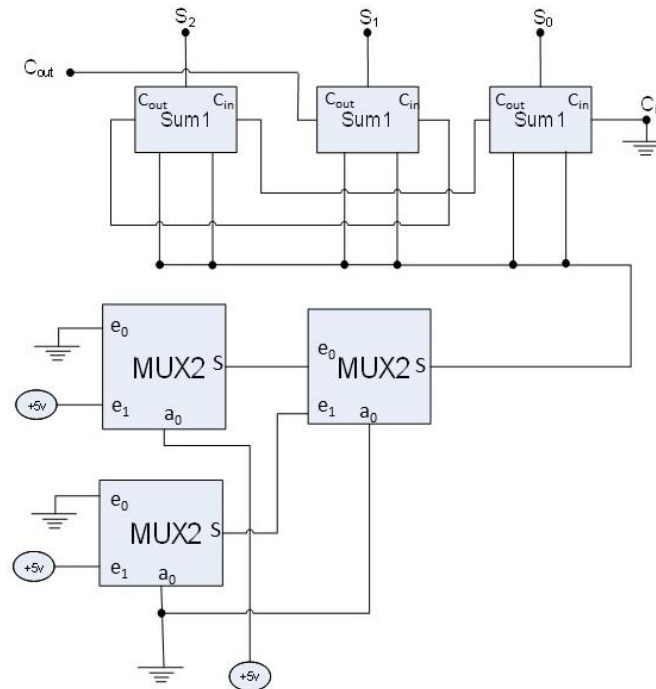 S2 S1 S0
Cout
Cout Cin Cout Cin Cout Cin
Sum1 Sum1 Sum1
e0
MUX2 S
e1
a0
+5v
e0
MUX2 S
e1
a0
e0
MUX2 S
e1
a0
+5v
+5v